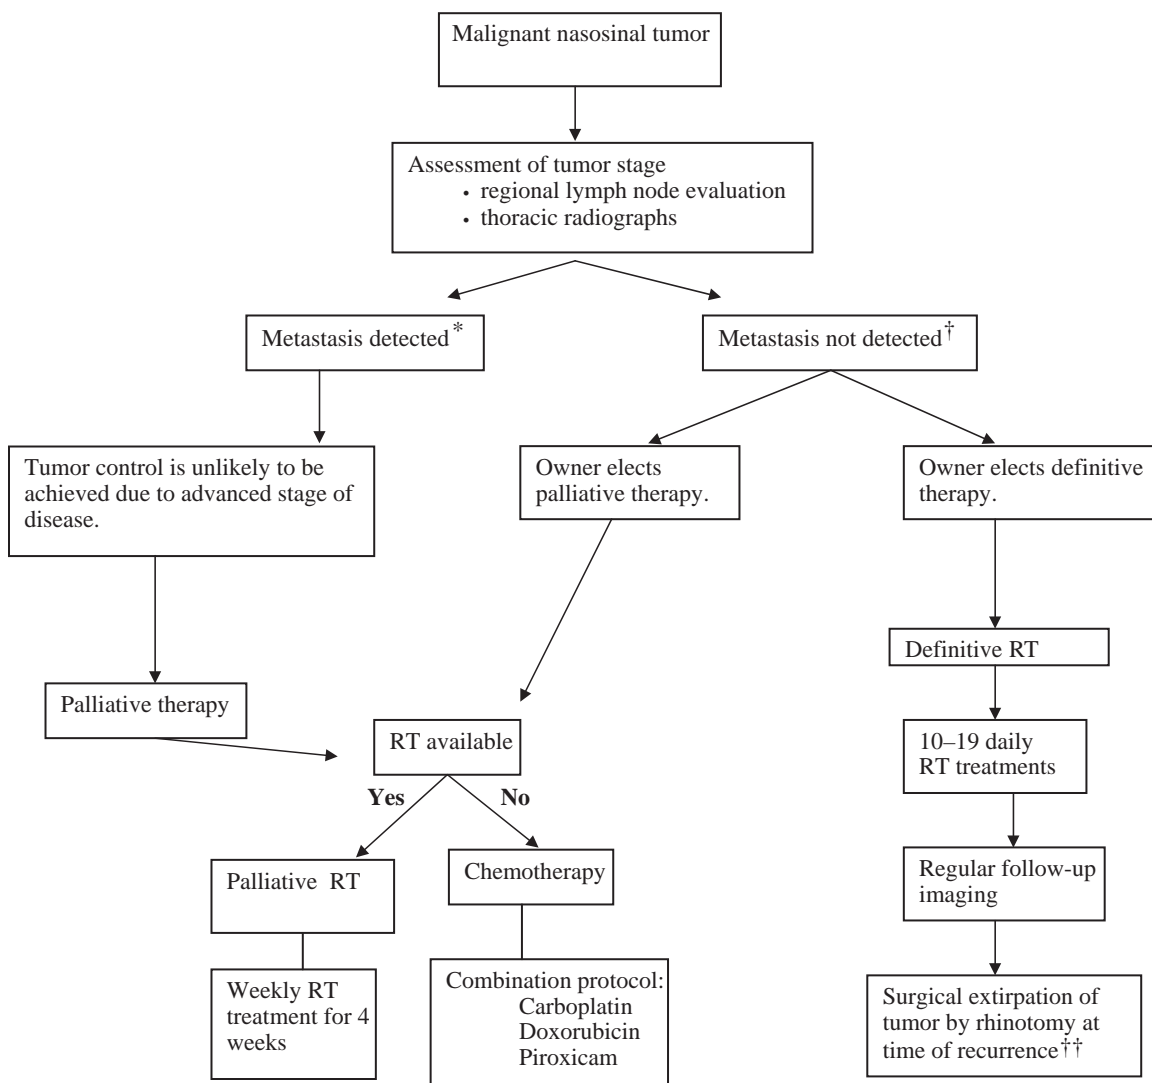 Malignant nasosinal tumor
Assessment of tumor stage
• regional lymph node evaluation
• thoracic radiographs
Metastasis detected*
Metastasis not detected†
Tumor control is unlikely to be
achieved due to advanced stage of
disease.
Owner elects
palliative therapy.
Owner elects definitive
therapy.
Definitive RT
Palliative therapy
RT available
10–19 daily
RT treatments
Yes
No
Palliative RT
Chemotherapy
Regular follow-up
imaging
Weekly RT
treatment for 4
weeks
Combination protocol:
Carboplatin
Doxorubicin
Piroxicam
Surgical extirpation of
tumor by rhinotomy at
time of recurrence††